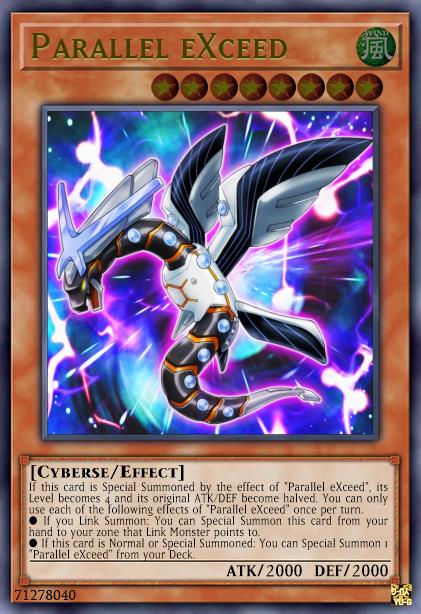 Parallel eXceed
WIND
風
[Cyberse/Effect]
If this card is Special Summoned by the effect of "Parallel eXceed", its
Level becomes 4 and its original ATK/DEF become halved. You can only
use each of the following effects of "Parallel eXceed" once per turn.
● If you Link Summon: You can Special Summon this card from your
hand to your zone that Link Monster points to.
● If this card is Normal or Special Summoned: You can Special Summon 1
"Parallel eXceed" from your Deck.
ATK/2000 DEF/2000
71278040